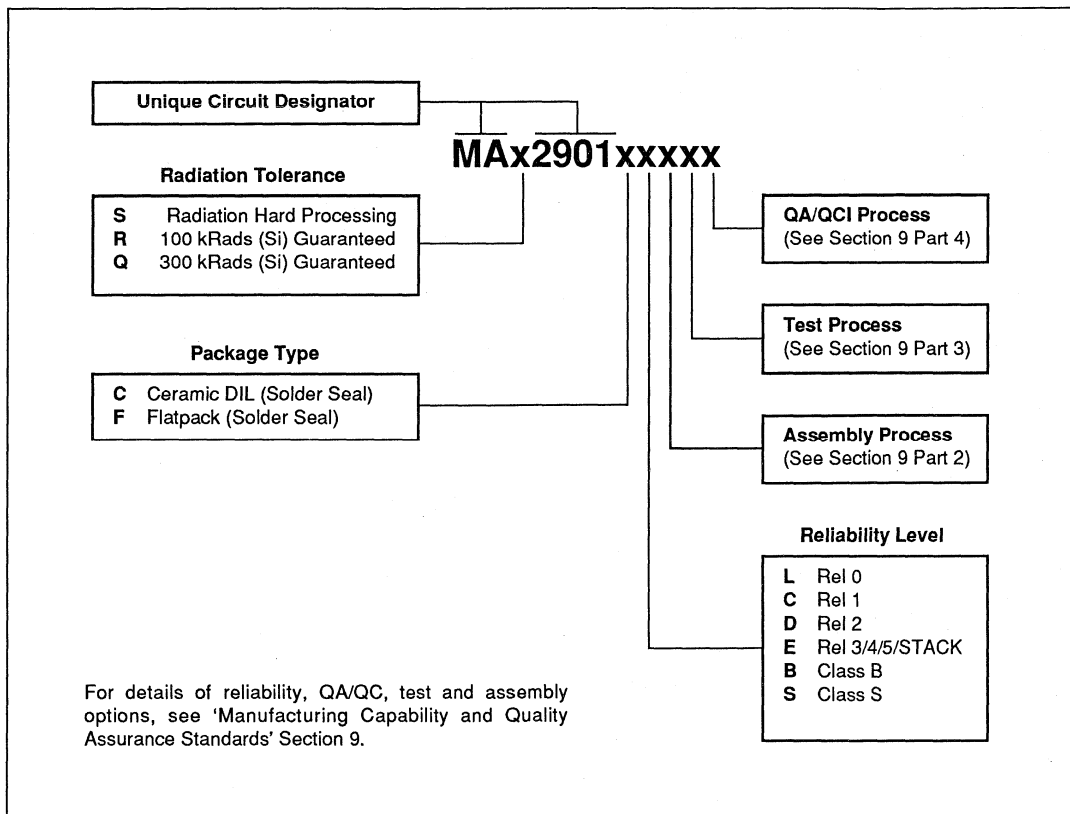 Unique Circuit Designator
MAx2901xxxxx
Radiation Tolerance
S Radiation Hard Processing
R 100 kRads (Si) Guaranteed
Q 300 kRads (Si) Guaranteed
Package Type
C Ceramic DIL (Solder Seal)
F Flatpack (Solder Seal)
QA/QCI Process
(See Section 9 Part 4)
Test Process
(See Section 9 Part 3)
Assembly Process
(See Section 9 Part 2)
Reliability Level
L Rel 0
C Rel 1
D Rel 2
E Rel 3/4/5/STACK
B Class B
S Class S
For details of reliability, QA/QC, test and assembly
options, see ‘Manufacturing Capability and Quality
Assurance Standards’ Section 9.